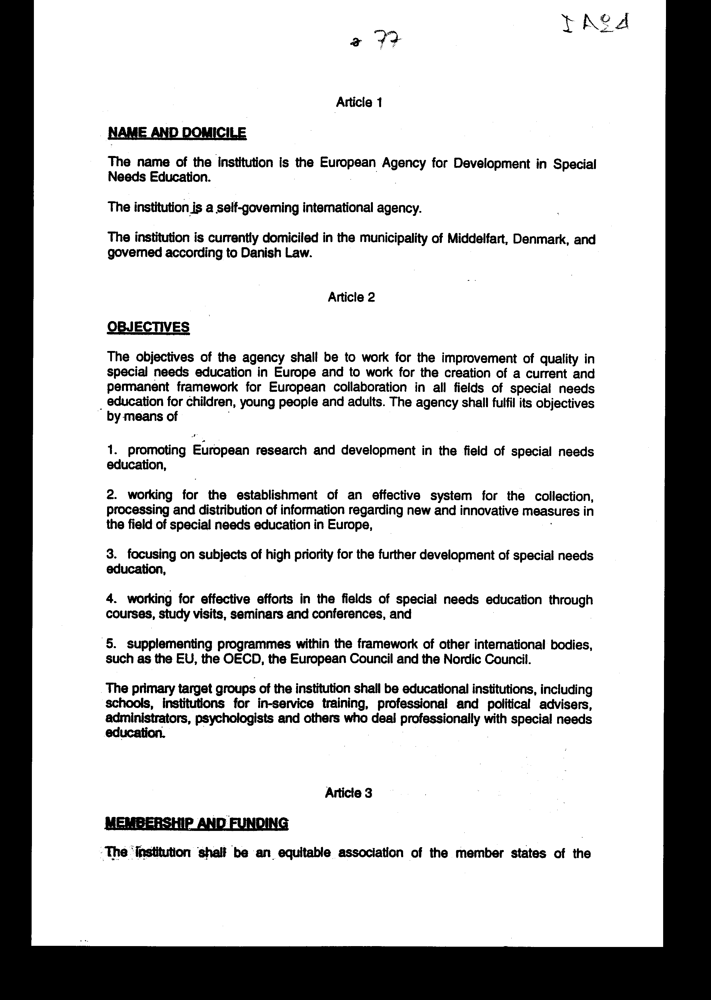 77
Article 1
NAME AND DOMICILE
The name of the institution is the European Agency for Development in Special
Needs Education.
The institution is a self-governing international agency.
The institution is currently domiciled in the municipality of Middelfart, Denmark, and
governed according to Danish Law.
Article 2
OBJECTIVES
The objectives of the agency shall be to work for the improvement of quality in
special needs education in Europe and to work for the creation of a current and
permanent framework for European collaboration in all fields of special needs
education for children, young people and adults. The agency shall fulfil its objectives
by means of
1. promoting European research and development in the field of special needs
education,
2. working for the establishment of an effective system for the collection,
processing and distribution of information regarding new and innovative measures in
the field of special needs education in Europe,
3. focusing on subjects of high priority for the further development of special needs
education,
4. working for effective efforts in the fields of special needs education through
courses, study visits, seminars and conferences, and
5. supplementing programmes within the framework of other international bodies,
such as the EU, the OECD, the European Council and the Nordic Council.
The primary target groups of the institution shall be educational institutions, including
schools, institutions for in-service training, professional and political advisers,
administrators, psychologists and others who deal professionally with special needs
education.
Article 3
MEMBERSHIP AND FUNDING
The institution shall be an equitable association of the member states of the